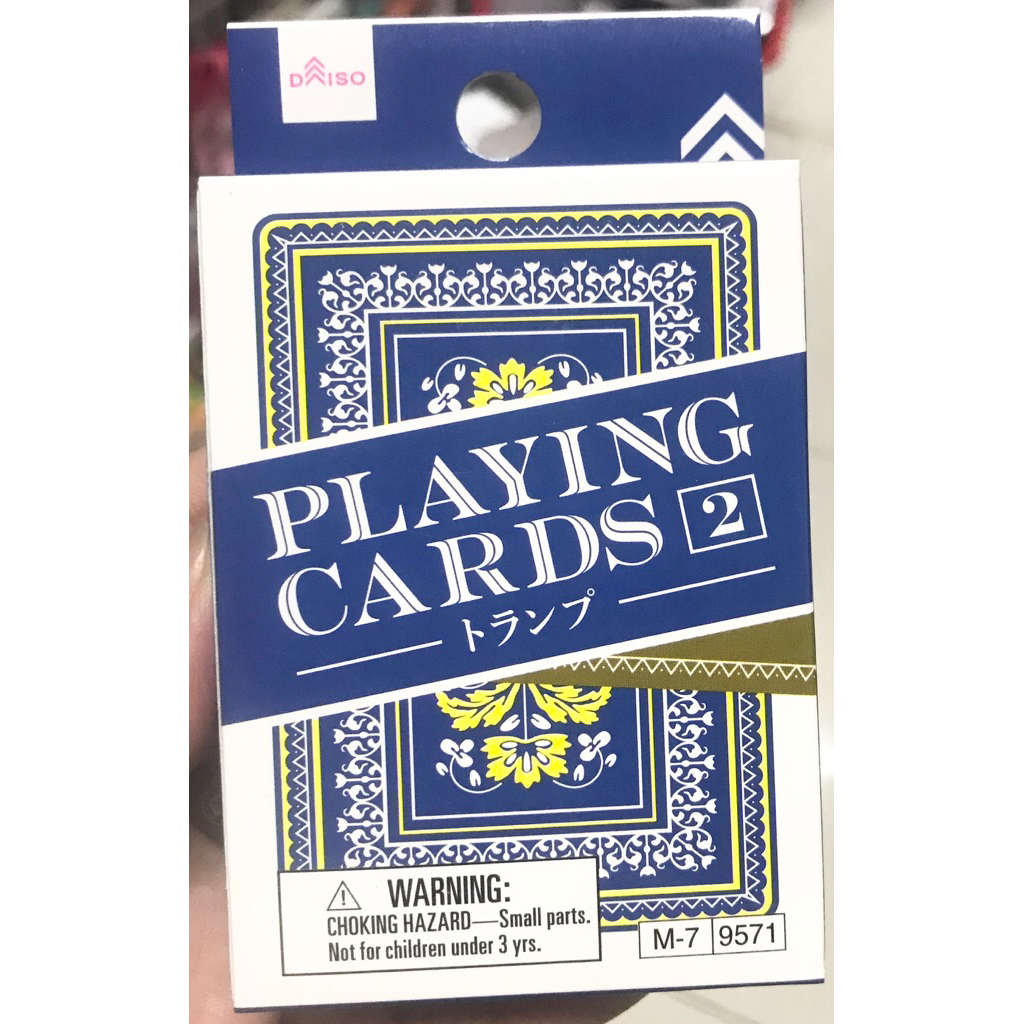 DAISO
PLAYING
CARDS 2
トランプ
WARNING:
CHOKING HAZARD—Small parts.
Not for children under 3 yrs.
M-7 9571